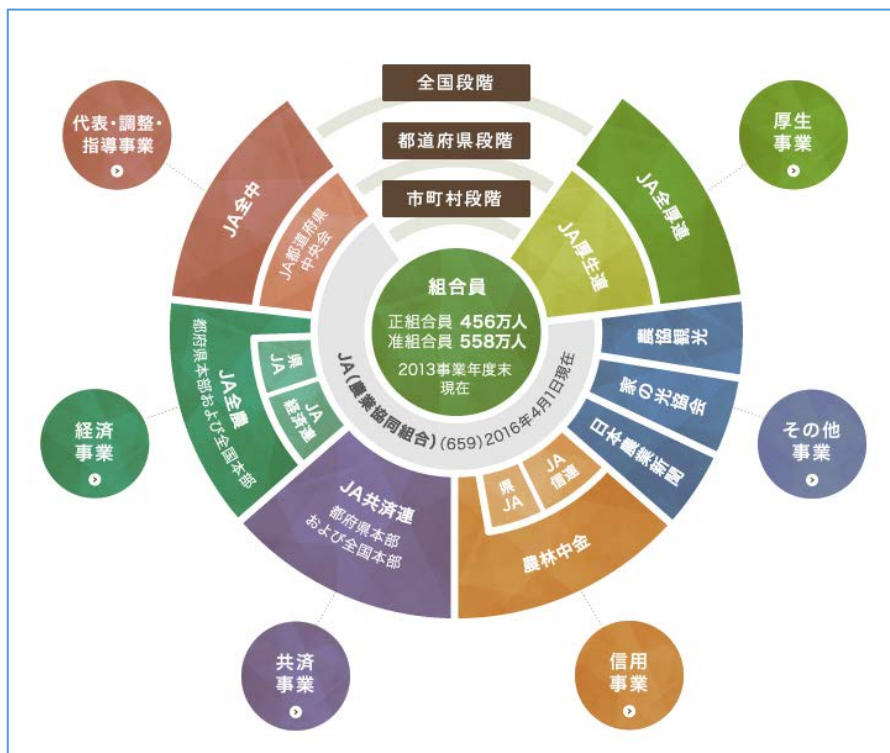 全国段階
都道府県段階
市町村段階
代表・調整・
指導事業
JA全中
JA都道府県
中央会
厚生
事業
JA全厚連
JA厚生連
組合員
正組合員 456万人
准組合員 558万人
2013事業年度末
現在
JA(農業協同組合)(659)2016年4月1日現在
経済
事業
JA全農
都府県本部および全国本部
県
JA
JA
経済連
農協観光
家の光協会
日本農業新聞
その他
事業
JA共済連
都府県本部
および全国本部
共済
事業
農林中金
県
JA
JA
信連
信用
事業